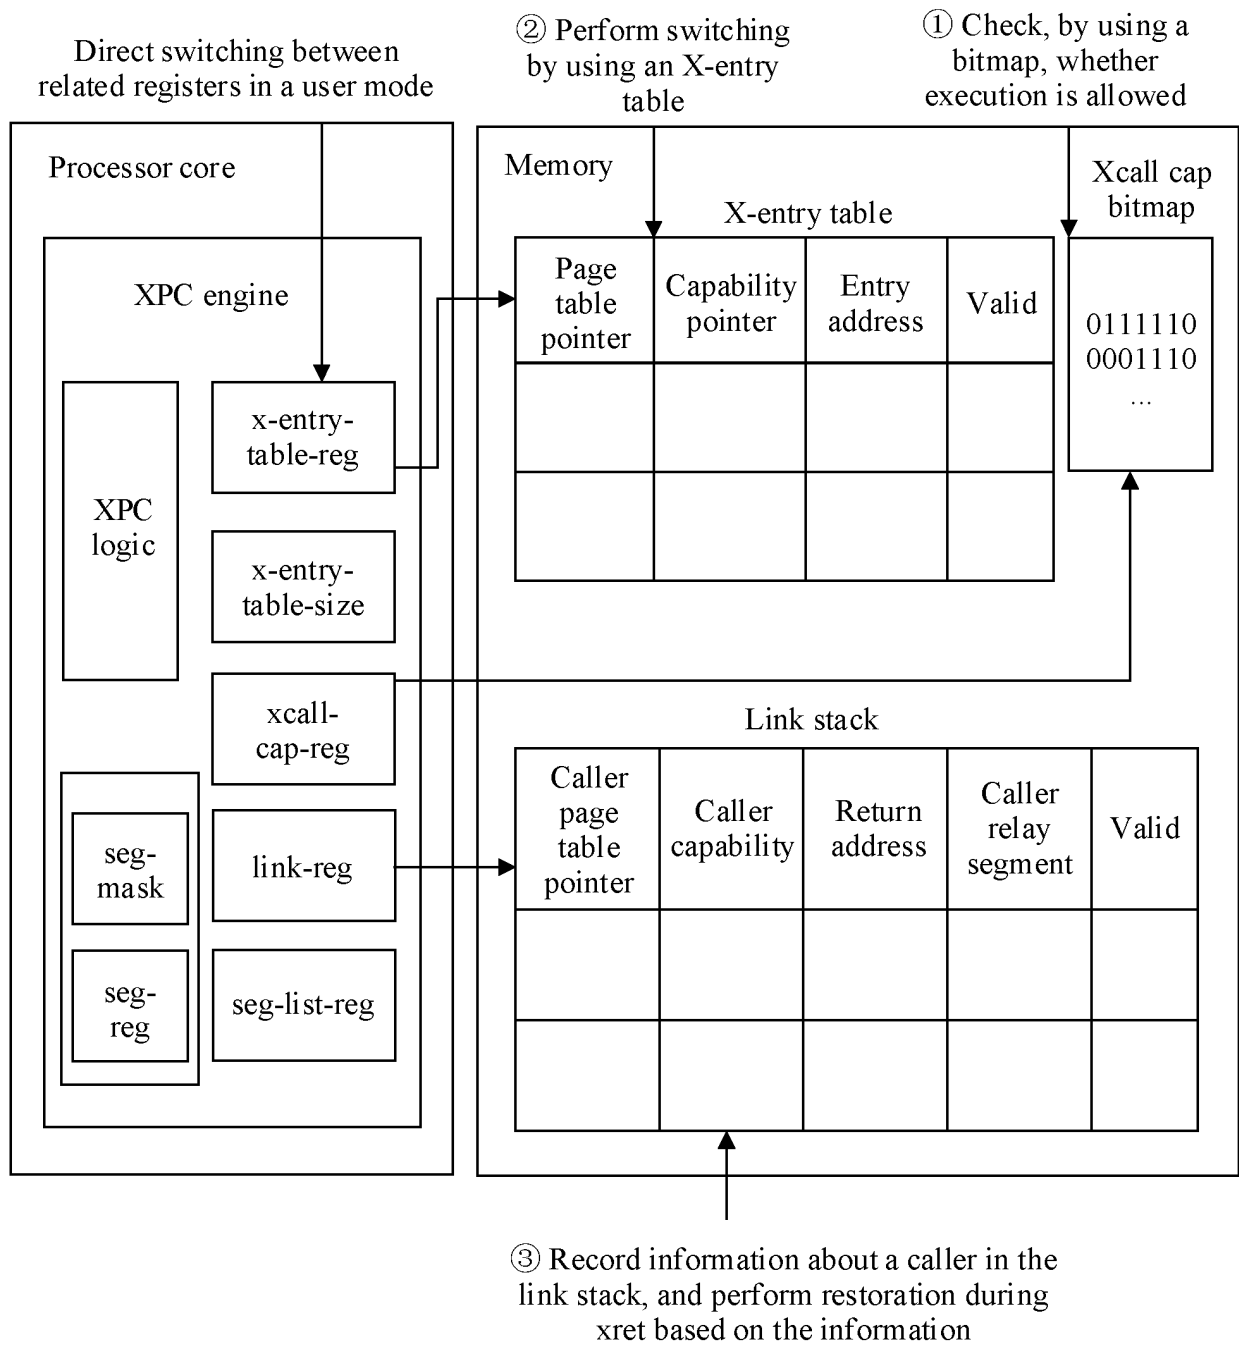 Direct switching between
related registers in a user mode
② Perform switching
by using an X-entry
table
① Check, by using a
bitmap, whether
execution is allowed
Processor core
XPC engine
XPC
logic
x-entry-
table-reg
x-entry-
table-size
xcall-
cap-reg
seg-
mask
link-reg
seg-
reg
seg-list-reg
Memory
X-entry table
Page
table
pointer
Capability
pointer
Entry
address
Valid
Xcall cap
bitmap
0111110
0001110
...
Link stack
Caller
page
table
pointer
Caller
capability
Return
address
Caller
relay
segment
Valid
③ Record information about a caller in the
link stack, and perform restoration during
xret based on the information